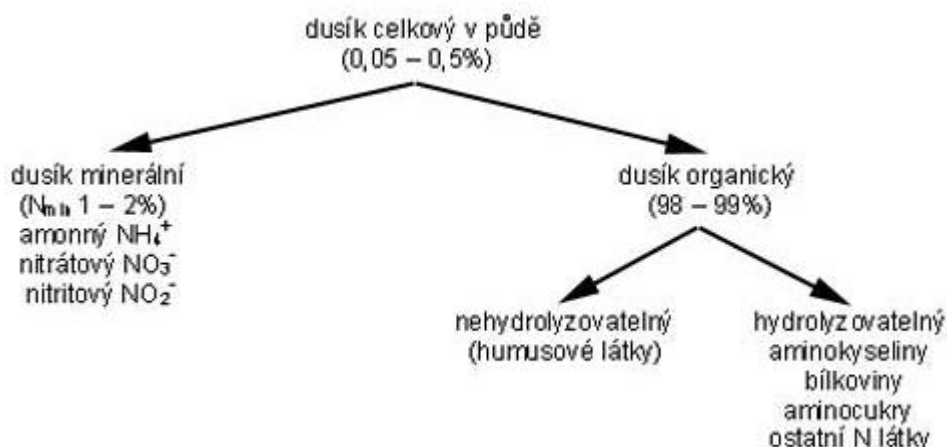 dusík celkový v půdě
(0,05 – 0,5%)
dusík minerální
(Nmin 1 – 2%)
amonný NH₄⁺
nitrátový NO₃⁻
nitritový NO₂⁻
dusík organický
(98 – 99%)
nehydrolyzovatelný
(humusové látky)
hydrolyzovatelný
aminokyseliny
bílkoviny
aminocukry
ostatní N látky